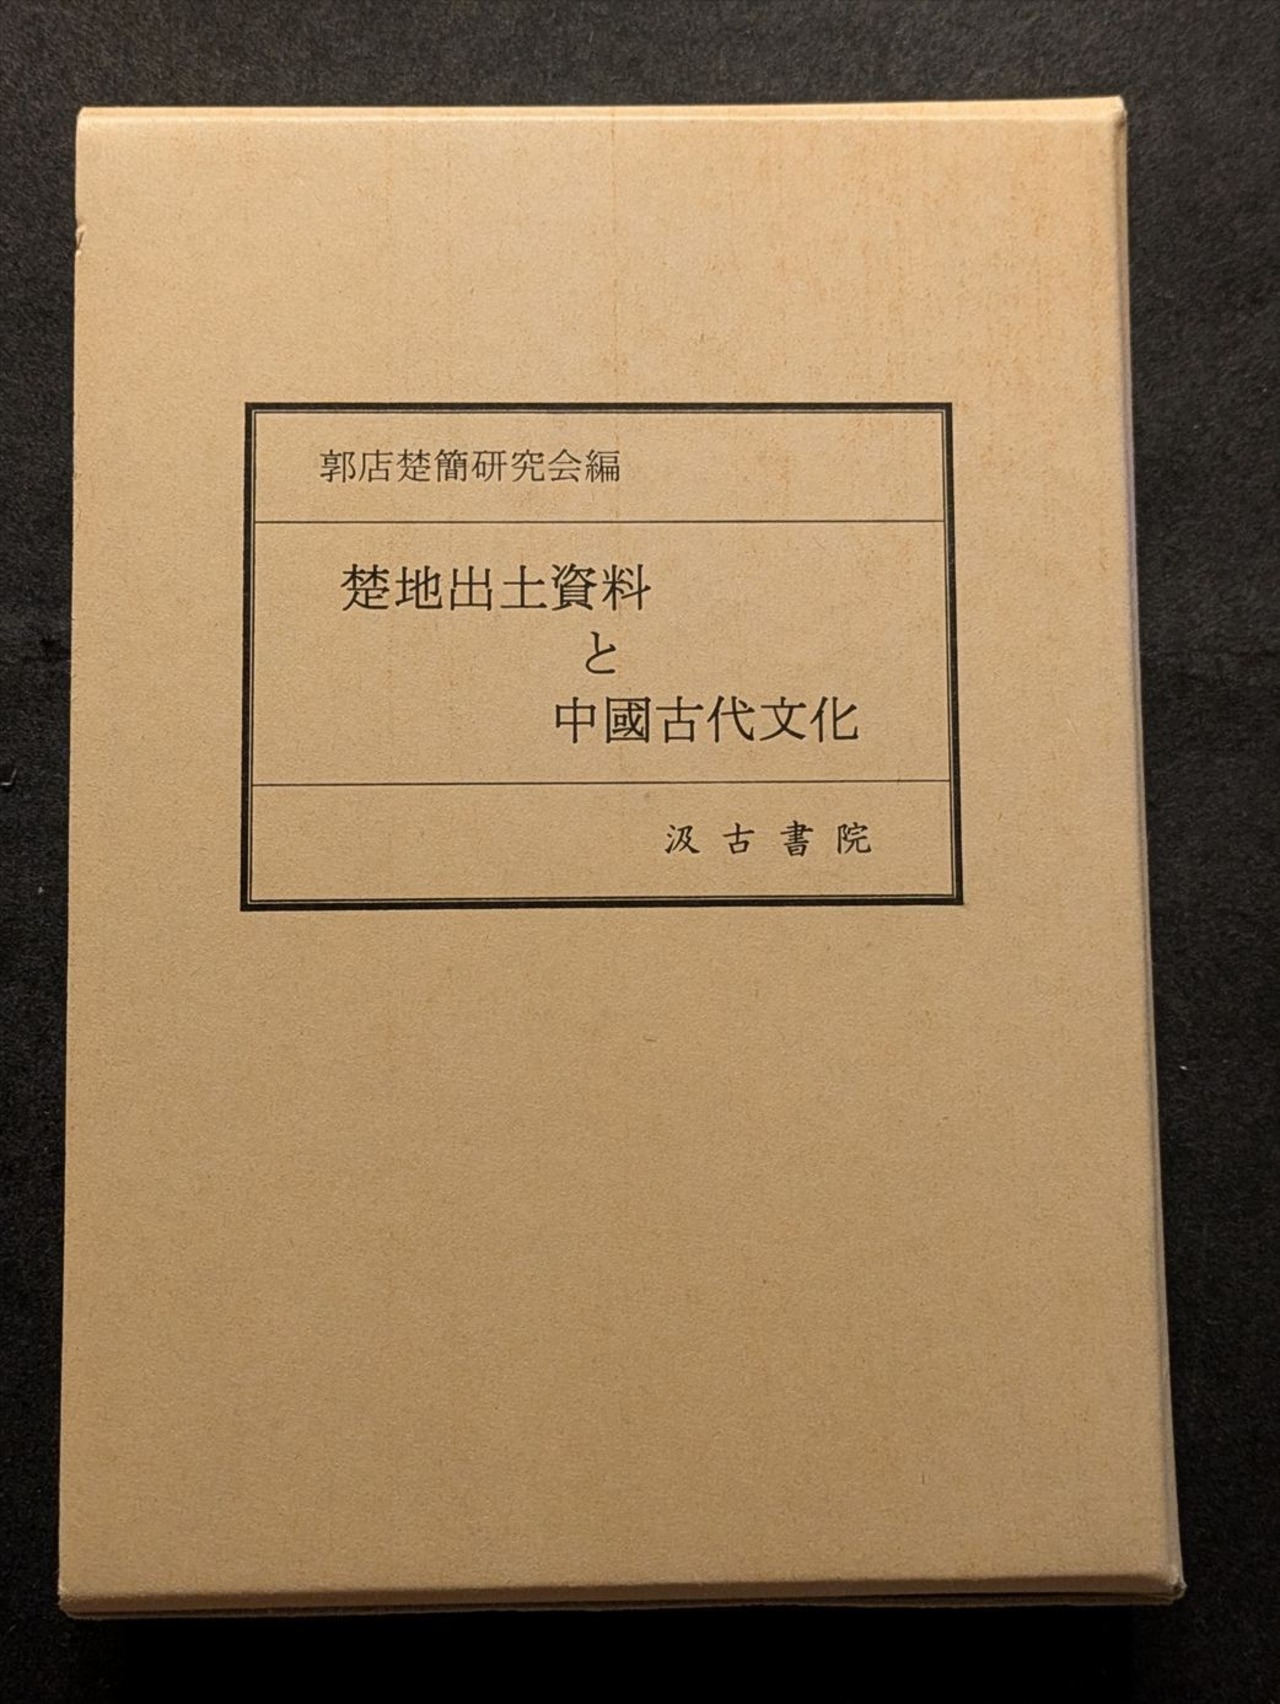 郭店楚簡研究会編
楚地出土資料
と
中國古代文化
汲古書院